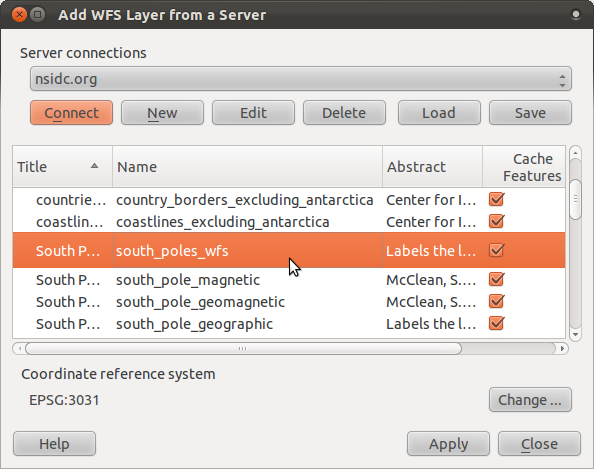 Add WFS Layer from a Server
Server connections
nsidc.org
Connect New Edit Delete Load Save
Title Name Abstract Cache Features
countrie... country_borders_excluding_antarctica Center for I...
coastlin... coastlines_excluding_antarctica Center for I...
South P... south_poles_wfs Labels the l...
South P... south_pole_magnetic McClean, S....
South P... south_pole_geomagnetic McClean, S....
South P... south_pole_geographic Labels the l...
Coordinate reference system
EPSG:3031 Change ...
Help Apply Close